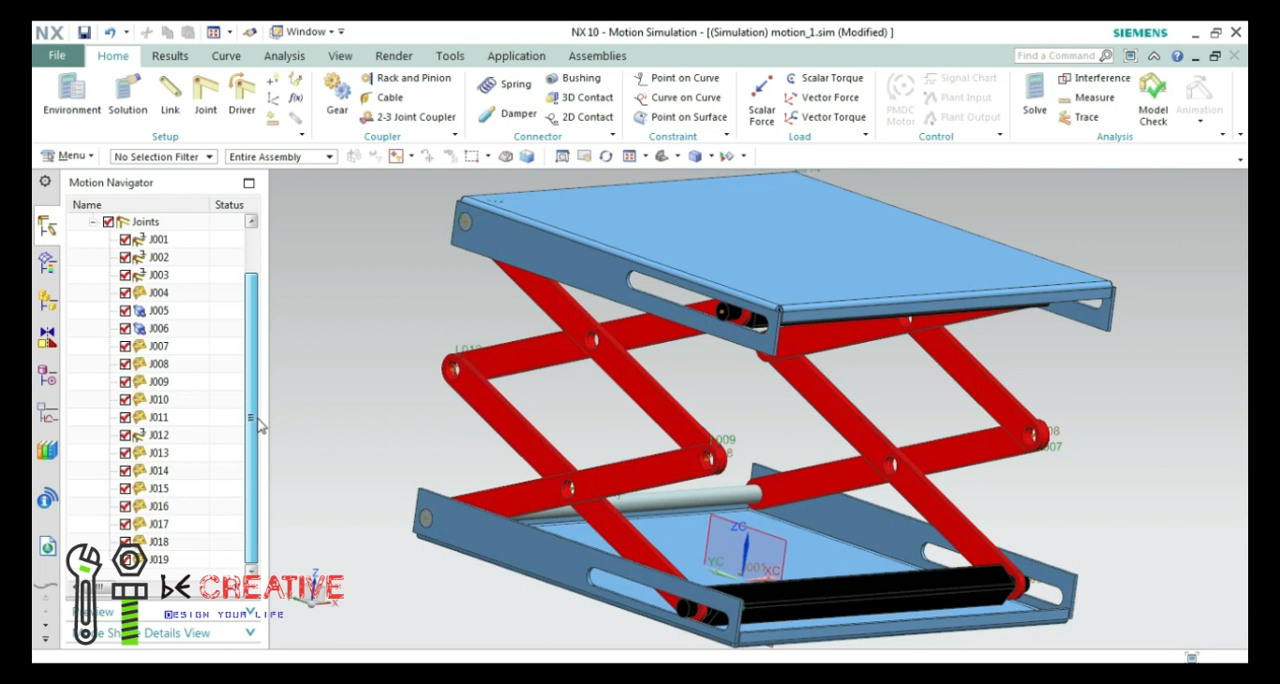 NX
Window
NX 10 - Motion Simulation - [(Simulation) motion_1.sim (Modified) ]
SIEMENS
File
Home
Results
Curve
Analysis
View
Render
Tools
Application
Assemblies
Find a Command
Environment
Solution
Link
Joint
Driver
f(x)
Setup
Gear
Rack and Pinion
Cable
2-3 Joint Coupler
Coupler
Spring
Damper
Bushing
3D Contact
2D Contact
Connector
Point on Curve
Curve on Curve
Point on Surface
Constraint
Scalar Force
Scalar Torque
Vector Force
Vector Torque
Load
PMDC Motor
Signal Chart
Plant Input
Plant Output
Control
Solve
Interference
Measure
Trace
Model Check
Animation
Analysis
Menu
No Selection Filter
Entire Assembly
Motion Navigator
Name
Status
Joints
J001
J002
J003
J004
J005
J006
J007
J008
J009
J010
J011
J012
J013
J014
J015
J016
J017
J018
J019
ZC
YC
XC
Z
X
BE CREATIVE
DESIGN YOUR LIFE
Details View